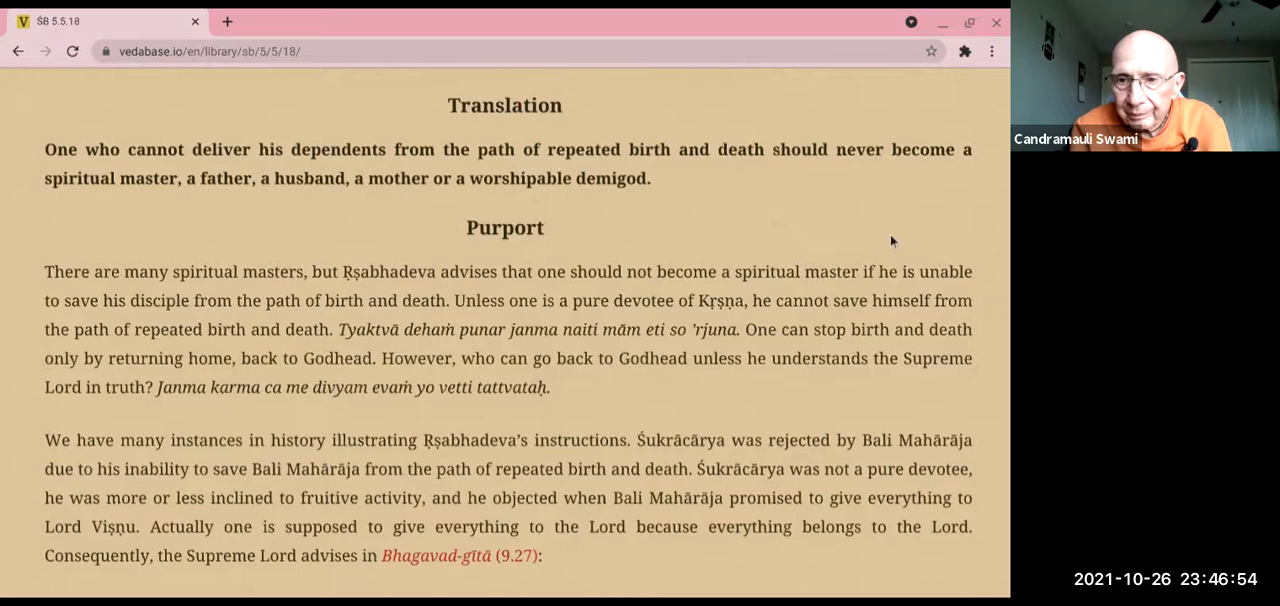 ŚB 5.5.18
vedabase.io/en/library/sb/5/5/18/
Candramauli Swami
Translation
One who cannot deliver his dependents from the path of repeated birth and death should never become a
spiritual master, a father, a husband, a mother or a worshipable demigod.
Purport
There are many spiritual masters, but Ṛṣabhadeva advises that one should not become a spiritual master if he is unable
to save his disciple from the path of birth and death. Unless one is a pure devotee of Kṛṣṇa, he cannot save himself from
the path of repeated birth and death. Tyaktvā dehaṁ punar janma naiti mām eti so ’rjuna. One can stop birth and death
only by returning home, back to Godhead. However, who can go back to Godhead unless he understands the Supreme
Lord in truth? Janma karma ca me divyam evaṁ yo vetti tattvataḥ.
We have many instances in history illustrating Ṛṣabhadeva’s instructions. Śukrācārya was rejected by Bali Mahārāja
due to his inability to save Bali Mahārāja from the path of repeated birth and death. Śukrācārya was not a pure devotee,
he was more or less inclined to fruitive activity, and he objected when Bali Mahārāja promised to give everything to
Lord Viṣṇu. Actually one is supposed to give everything to the Lord because everything belongs to the Lord.
Consequently, the Supreme Lord advises in Bhagavad-gītā (9.27):
2021-10-26 23:46:54